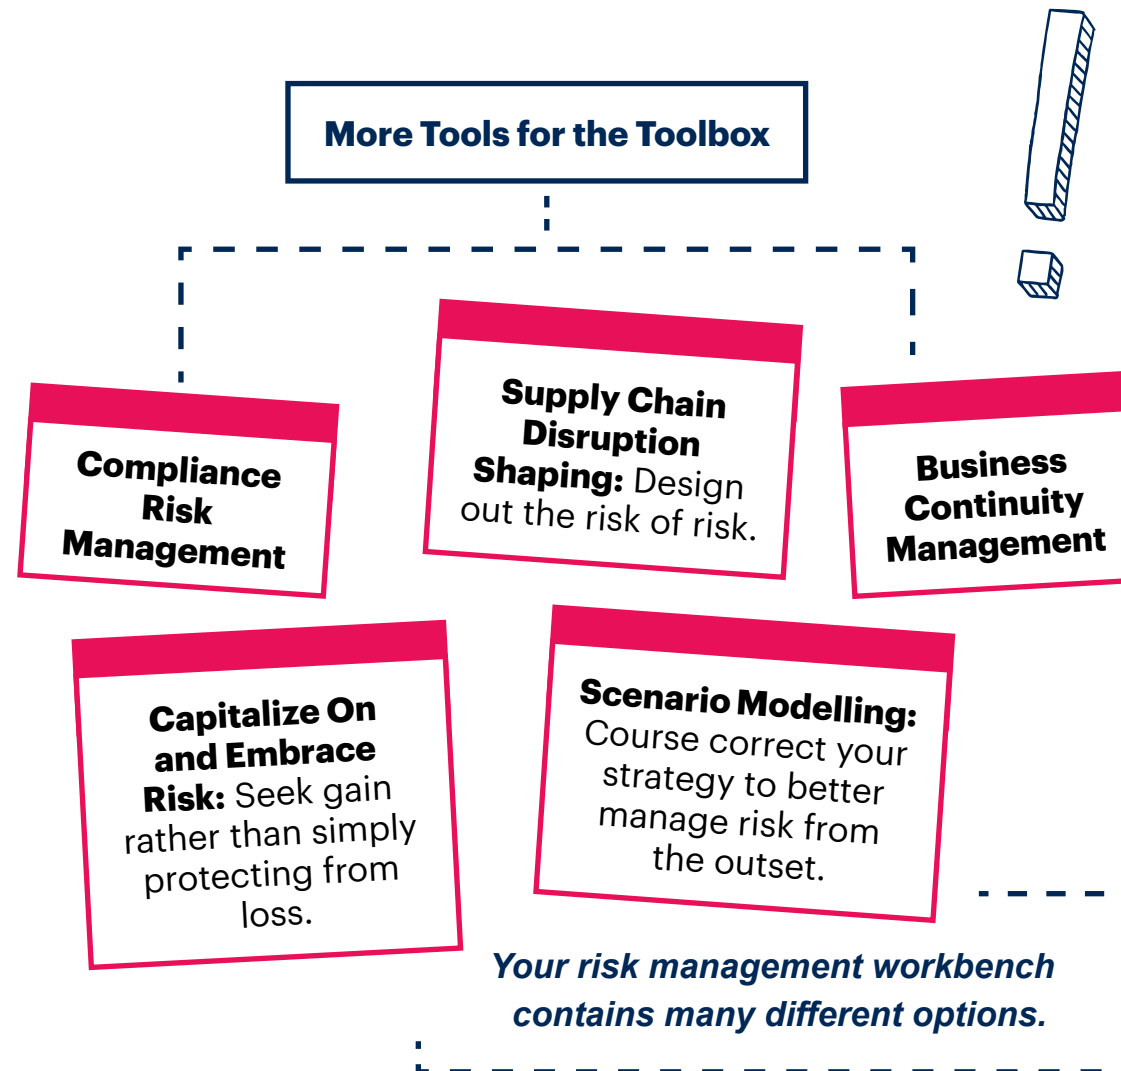 More Tools for the Toolbox
Compliance
Risk
Management
Supply Chain
Disruption
Shaping: Design
out the risk of risk.
Business
Continuity
Management
Capitalize On
and Embrace
Risk: Seek gain
rather than simply
protecting from
loss.
Scenario Modelling:
Course correct your
strategy to better
manage risk from
the outset.
Your risk management workbench
contains many different options.